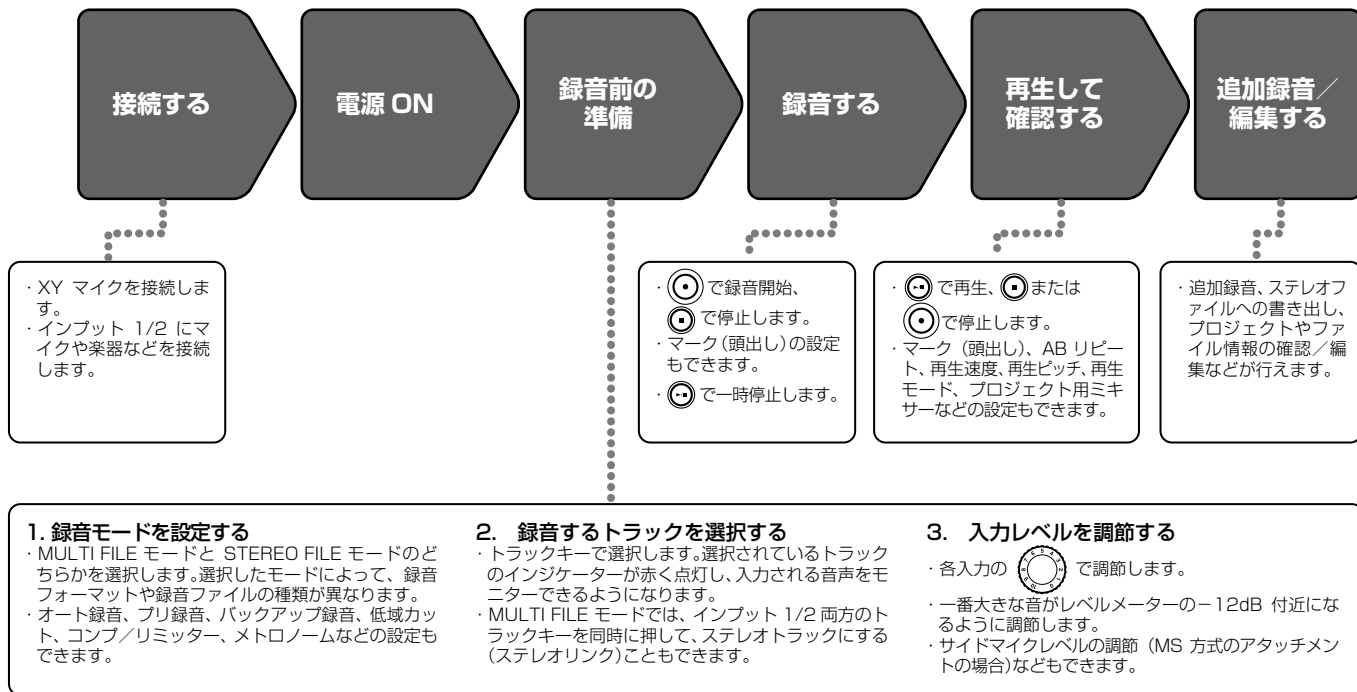 接続する
電源 ON
録音前の
準備
録音する
再生して
確認する
追加録音／
編集する
・XY マイクを接続しま
す。
・インプット 1/2 にマ
イクや楽器などを接続
します。
・ で録音開始、
で停止します。
・マーク（頭出し）の設定
もできます。
・ で一時停止します。
・ で再生、 または
で停止します。
・マーク（頭出し）、AB リピー
ト、再生速度、再生ピッチ、再生
モード、プロジェクト用ミキ
サーなどの設定もできます。
・追加録音、ステレオフ
ァイルへの書き出し、
プロジェクトやファ
イル情報の確認／編
集などが行えます。
1. 録音モードを設定する
・MULTI FILE モードと STEREO FILE モードのど
ちらかを選択します。選択したモードによって、録音
フォーマットや録音ファイルの種類が異なります。
・オート録音、プリ録音、バックアップ録音、低域カッ
ト、コンプ／リミッター、メトロノームなどの設定も
できます。
2. 録音するトラックを選択する
・トラックキーで選択します。選択されているトラック
のインジケーターが赤く点灯し、入力される音声をモ
ニターできるようになります。
・MULTI FILE モードでは、インプット 1/2 両方のト
ラックキーを同時に押して、ステレオトラックにする
（ステレオリンク）こともできます。
3. 入力レベルを調節する
・各入力の で調節します。
・一番大きな音がレベルメーターの－12dB 付近にな
るように調節します。
・サイドマイクレベルの調節（MS 方式のアタッチメン
トの場合）などもできます。